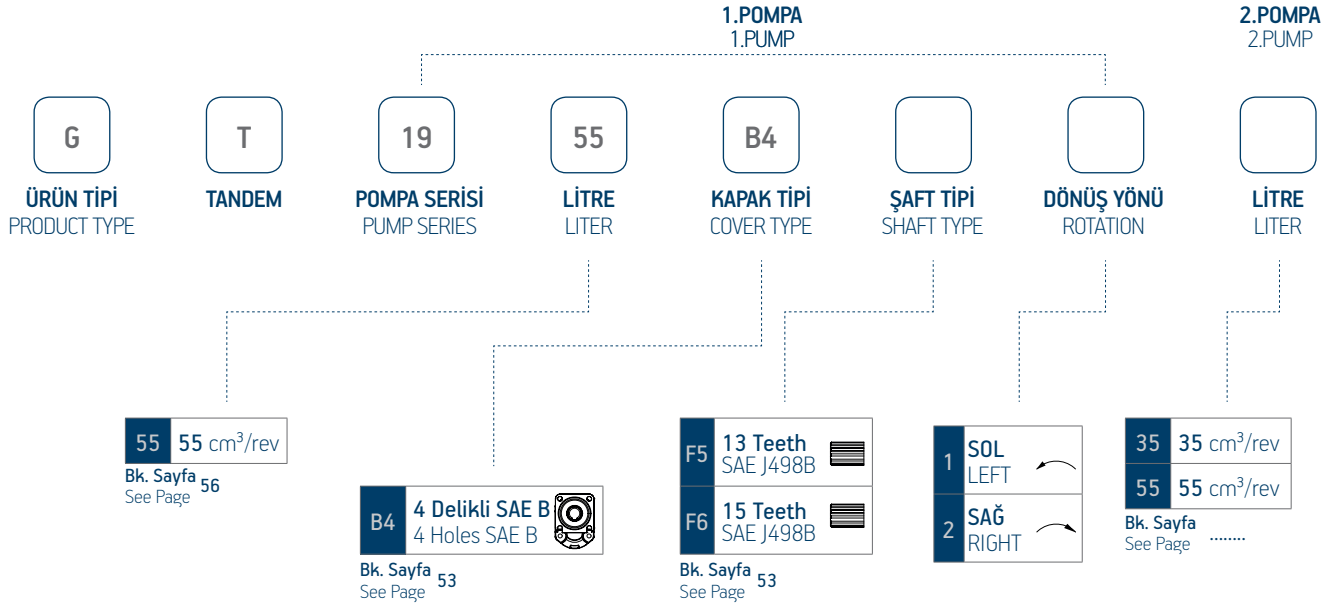 1.POMPA
1.PUMP
2.POMPA
2.PUMP
G
T
19
55
B4
ÜRÜN TİPİ
PRODUCT TYPE
TANDEM
POMPA SERİSİ
PUMP SERIES
LİTRE
LITER
KAPAK TİPİ
COVER TYPE
ŞAFT TİPİ
SHAFT TYPE
DÖNÜŞ YÖNÜ
ROTATION
LİTRE
LITER
55 55 cm³/rev
Bk. Sayfa 56
See Page
B4 4 Delikli SAE B
4 Holes SAE B
Bk. Sayfa 53
See Page
F5 13 Teeth
SAE J498B
F6 15 Teeth
SAE J498B
Bk. Sayfa 53
See Page
1 SOL
LEFT
2 SAĞ
RIGHT
35 35 cm³/rev
55 55 cm³/rev
Bk. Sayfa
See Page ........